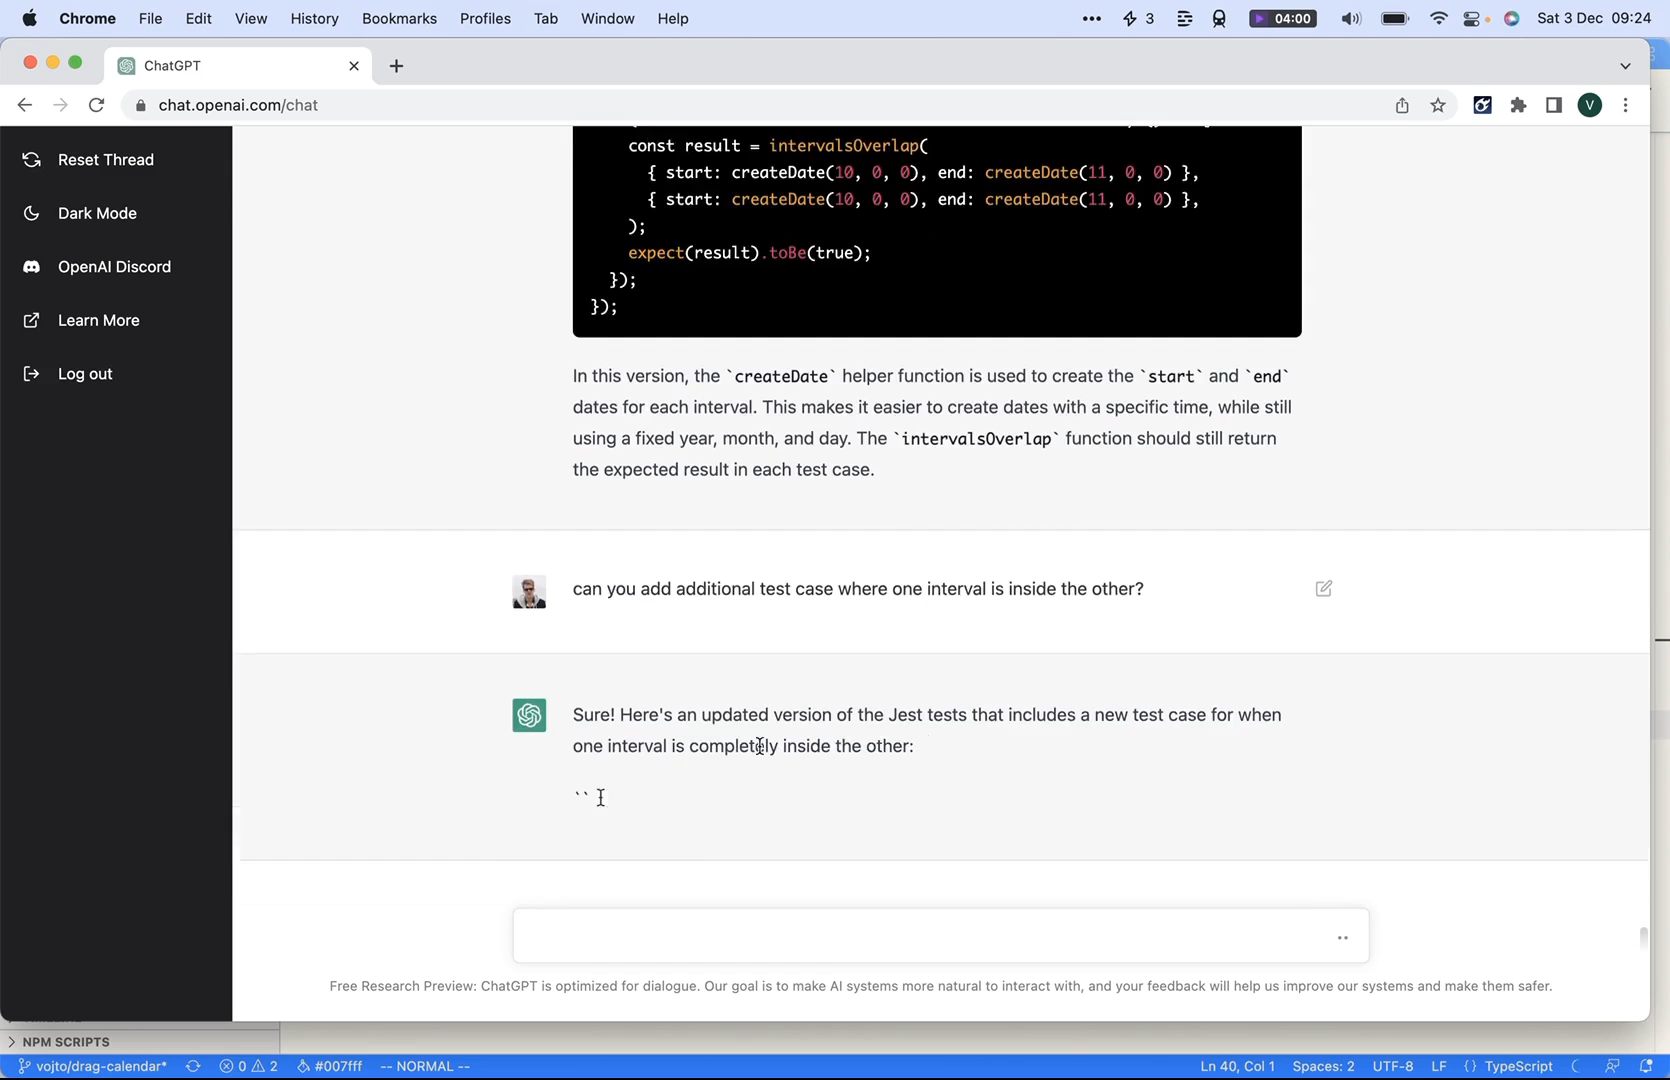 Chrome File Edit View History Bookmarks Profiles Tab Window Help ••• 3 04:00 Sat 3 Dec 09:24
ChatGPT
chat.openai.com/chat
V
Reset Thread
Dark Mode
OpenAI Discord
Learn More
Log out
const result = intervalsOverlap(
{ start: createDate(10, 0, 0), end: createDate(11, 0, 0) },
{ start: createDate(10, 0, 0), end: createDate(11, 0, 0) },
);
expect(result).toBe(true);
});
});
In this version, the `createDate` helper function is used to create the `start` and `end`
dates for each interval. This makes it easier to create dates with a specific time, while still
using a fixed year, month, and day. The `intervalsOverlap` function should still return
the expected result in each test case.
can you add additional test case where one interval is inside the other?
Sure! Here's an updated version of the Jest tests that includes a new test case for when
one interval is completely inside the other:
``
Free Research Preview: ChatGPT is optimized for dialogue. Our goal is to make AI systems more natural to interact with, and your feedback will help us improve our systems and make them safer.
NPM SCRIPTS
vojto/drag-calendar* 0 2 #007fff -- NORMAL -- Ln 40, Col 1 Spaces: 2 UTF-8 LF {} TypeScript